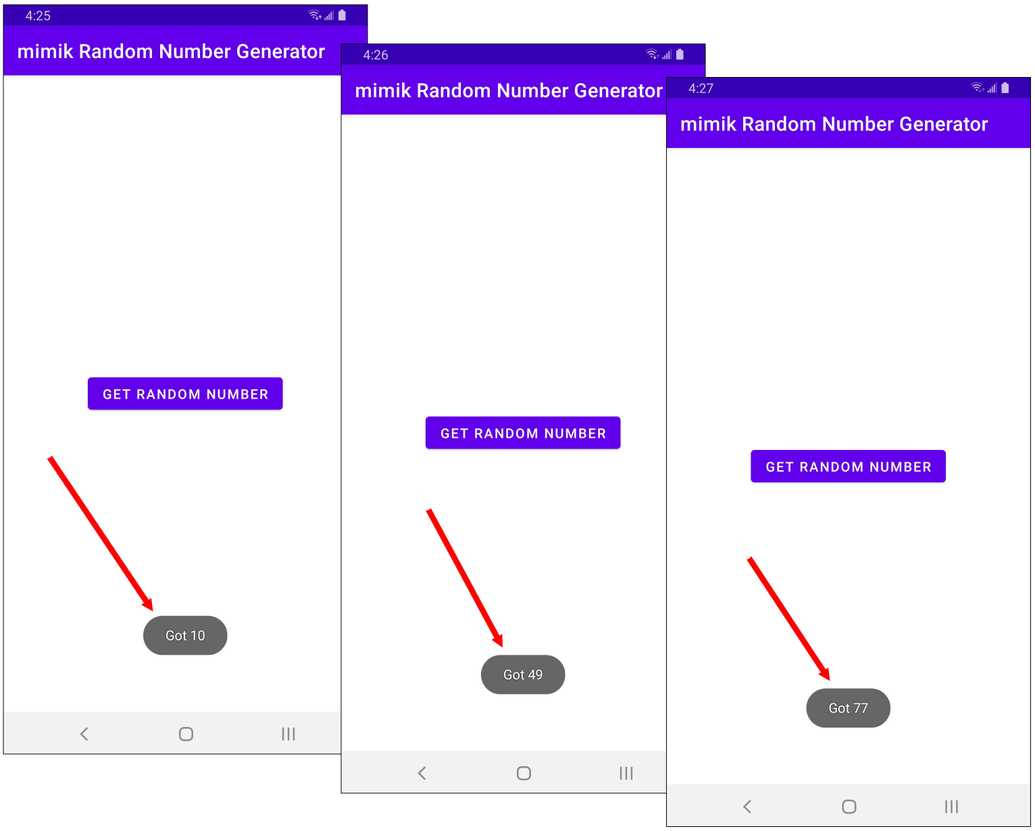 4:25
mimik Random Number Generator
GET RANDOM NUMBER
Got 10
4:26
mimik Random Number Generator
GET RANDOM NUMBER
Got 49
4:27
mimik Random Number Generator
GET RANDOM NUMBER
Got 77